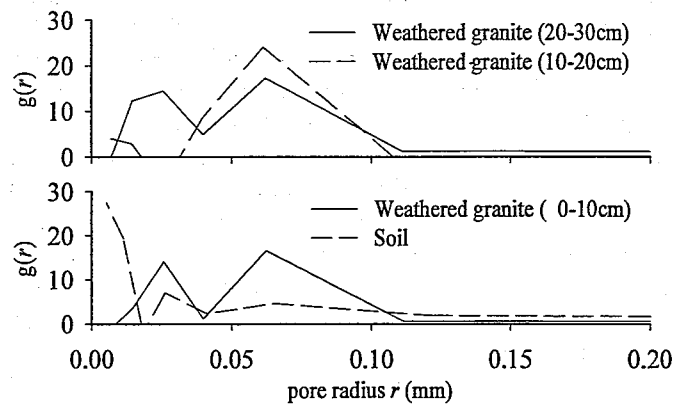 30
20
10
0
g(r)
Weathered granite (20-30cm)
Weathered granite (10-20cm)
30
20
10
0
g(r)
Weathered granite ( 0-10cm)
Soil
0.00 0.05 0.10 0.15 0.20
pore radius r (mm)